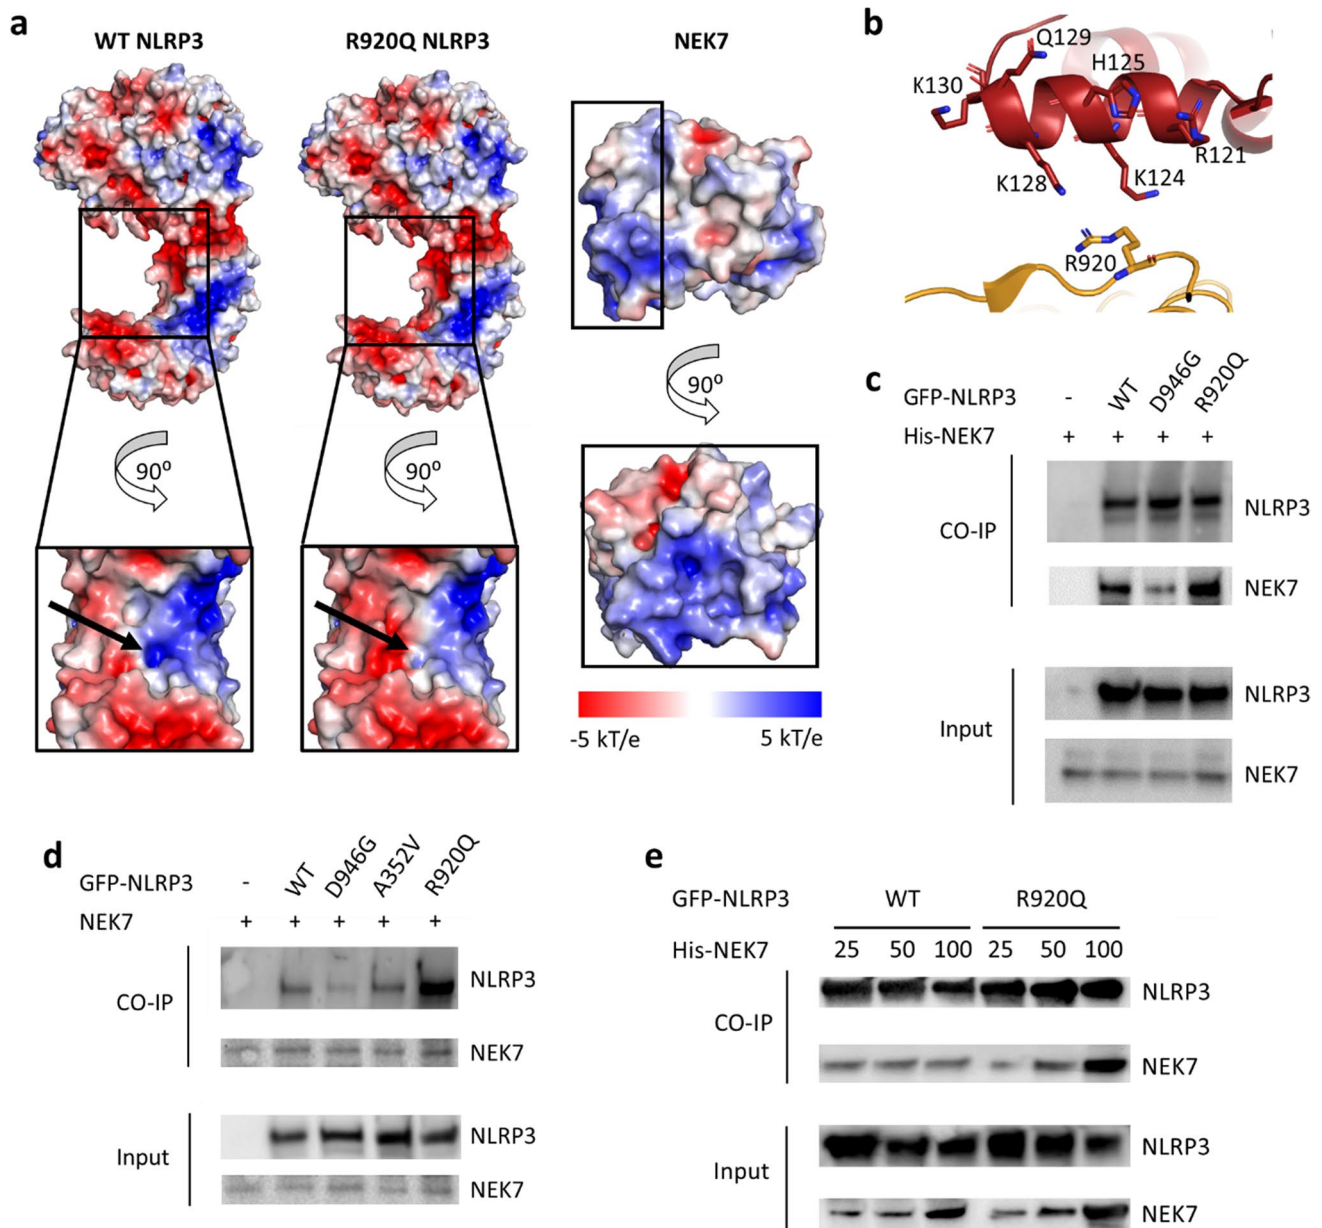 a
WT NLRP3
R920Q NLRP3
NEK7
90º
90º
90º
-5 kT/e
5 kT/e
b
Q129
H125
K130
R121
K128
K124
R920
c
GFP-NLRP3 - WT D946G R920Q
His-NEK7 + + + +
CO-IP
NLRP3
NEK7
Input
NLRP3
NEK7
d
GFP-NLRP3 - WT D946G A352V R920Q
NEK7 + + + + +
CO-IP
NLRP3
NEK7
Input
NLRP3
NEK7
e
GFP-NLRP3 WT R920Q
His-NEK7 25 50 100 25 50 100
CO-IP
NLRP3
NEK7
Input
NLRP3
NEK7